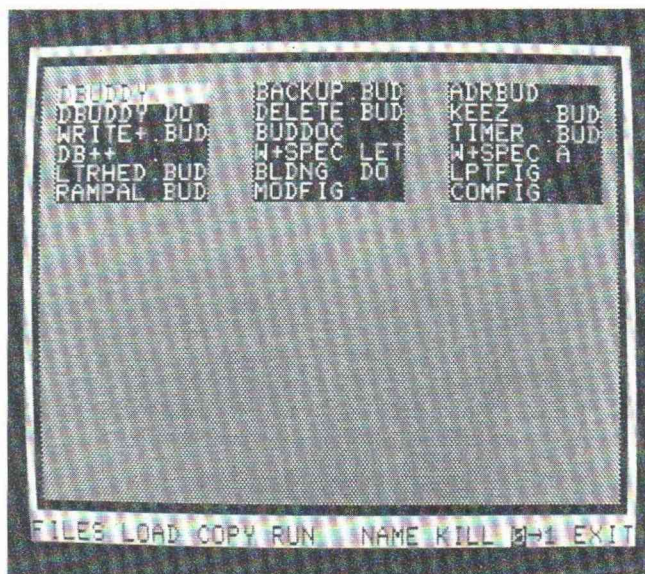 DBUDDY . BACKUP.BUD ADRBUD .
DBUDDY.DO DELETE.BUD KEEZ .BUD
WRITE+.BUD BUDDOC. TIMER .BUD
DB++ . W+SPEC LET W+SPEC A
LTRHED BUD BLDNG DO LPTFIG.
RAMPAL.BUD MODFIG. COMFIG.
FILES LOAD COPY RUN NAME KILL 0→1 EXIT